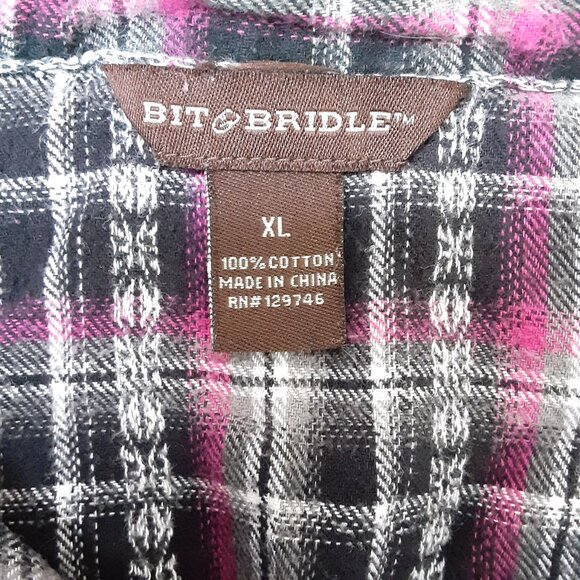 BIT & BRIDLE™
XL
100% COTTON
MADE IN CHINA
RN# 129746